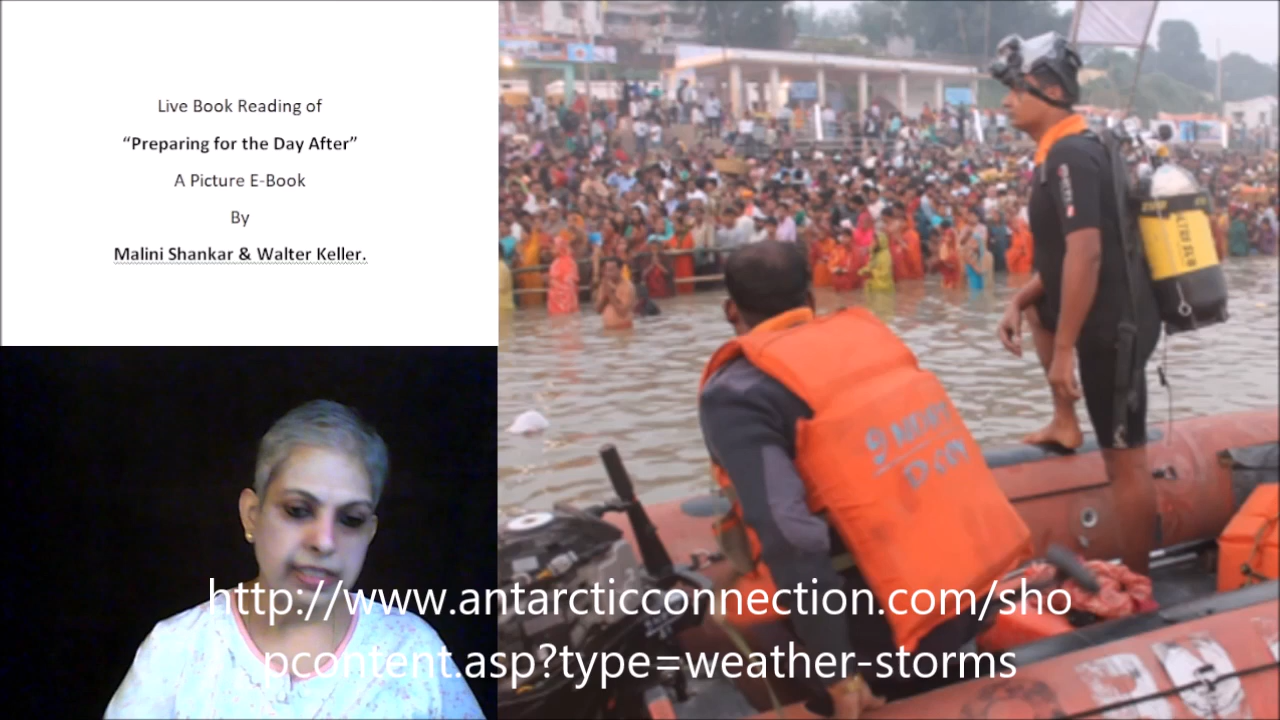 Live Book Reading of
“Preparing for the Day After”
A Picture E-Book
By
Malini Shankar & Walter Keller.
9
http://www.antarcticconnection.com/sho
pcontent.asp?type=weather-storms